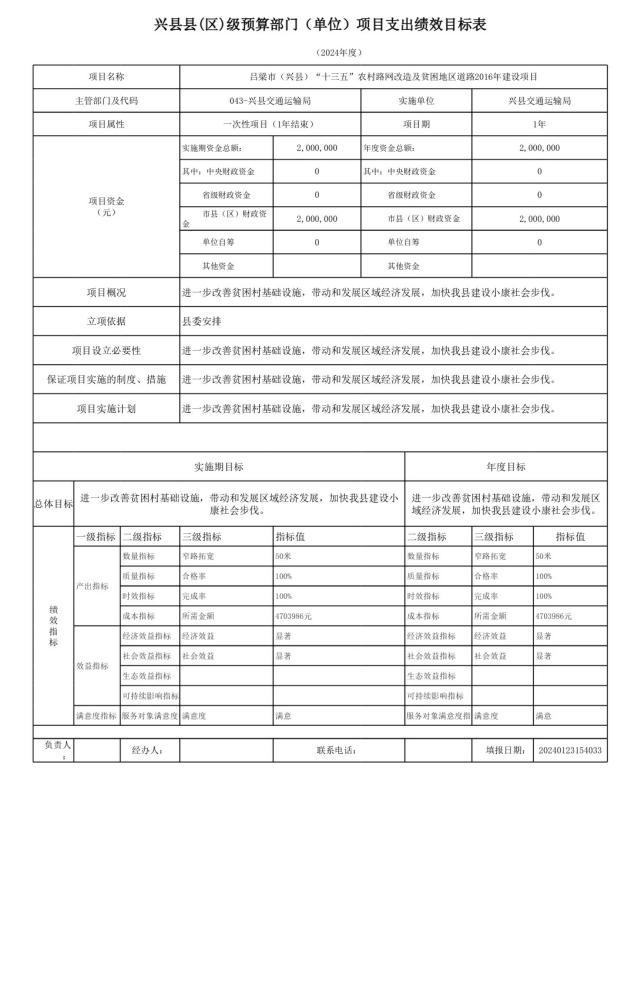 兴县县(区)级预算部门（单位）项目支出绩效目标表
（2024年度）
项目名称 吕梁市（兴县）“十三五”农村路网改造及贫困地区道路2016年建设项目
主管部门及代码 043-兴县交通运输局 实施单位 兴县交通运输局
项目属性 一次性项目（1年结束） 项目期 1年
项目资金
（元）
实施期资金总额: 2,000,000 年度资金总额: 2,000,000
其中: 中央财政资金 0 其中: 中央财政资金 0
省级财政资金 0 省级财政资金 0
市县（区）财政资
金 2,000,000 市县（区）财政资金 2,000,000
单位自筹 0 单位自筹 0
其他资金 其他资金
项目概况 进一步改善贫困村基础设施，带动和发展区域经济发展，加快我县建设小康社会步伐。
立项依据 县委安排
项目设立必要性 进一步改善贫困村基础设施，带动和发展区域经济发展，加快我县建设小康社会步伐。
保证项目实施的制度、措施 进一步改善贫困村基础设施，带动和发展区域经济发展，加快我县建设小康社会步伐。
项目实施计划 进一步改善贫困村基础设施，带动和发展区域经济发展，加快我县建设小康社会步伐。
实施期目标 年度目标
总体目标 进一步改善贫困村基础设施，带动和发展区域经济发展，加快我县建设小
康社会步伐。
进一步改善贫困村基础设施，带动和发展区
域经济发展，加快我县建设小康社会步伐。
绩效指标
一级指标 二级指标 三级指标 指标值 二级指标 三级指标 指标值
产出指标
数量指标 窄路拓宽 50米 数量指标 窄路拓宽 50米
质量指标 合格率 100% 质量指标 合格率 100%
时效指标 完成率 100% 时效指标 完成率 100%
成本指标 所需金额 4703986元 成本指标 所需金额 4703986元
效益指标
经济效益指标 经济效益 显著 经济效益指标 经济效益 显著
社会效益指标 社会效益 显著 社会效益指标 社会效益 显著
生态效益指标 生态效益指标
可持续影响指标 可持续影响指标
满意度指标 服务对象满意度 满意度 满意 服务对象满意度指 满意度 满意
负责人
: 经办人: 联系电话: 填报日期: 20240123154033